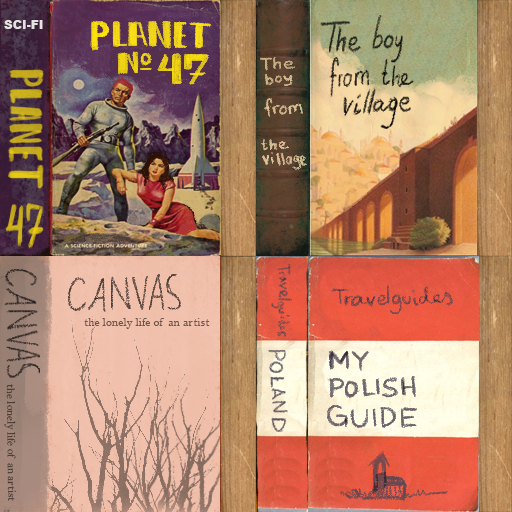 SCI-FI
PLANET 47
PLANET
No 47
A SCIENCE-FICTION ADVENTURE
The
boy
from
the
village
The boy
from the
village
CANVAS
the lonely life of an artist
CANVAS
the lonely life of an artist
Travelguides
POLAND
Travelguides
MY
POLISH
GUIDE